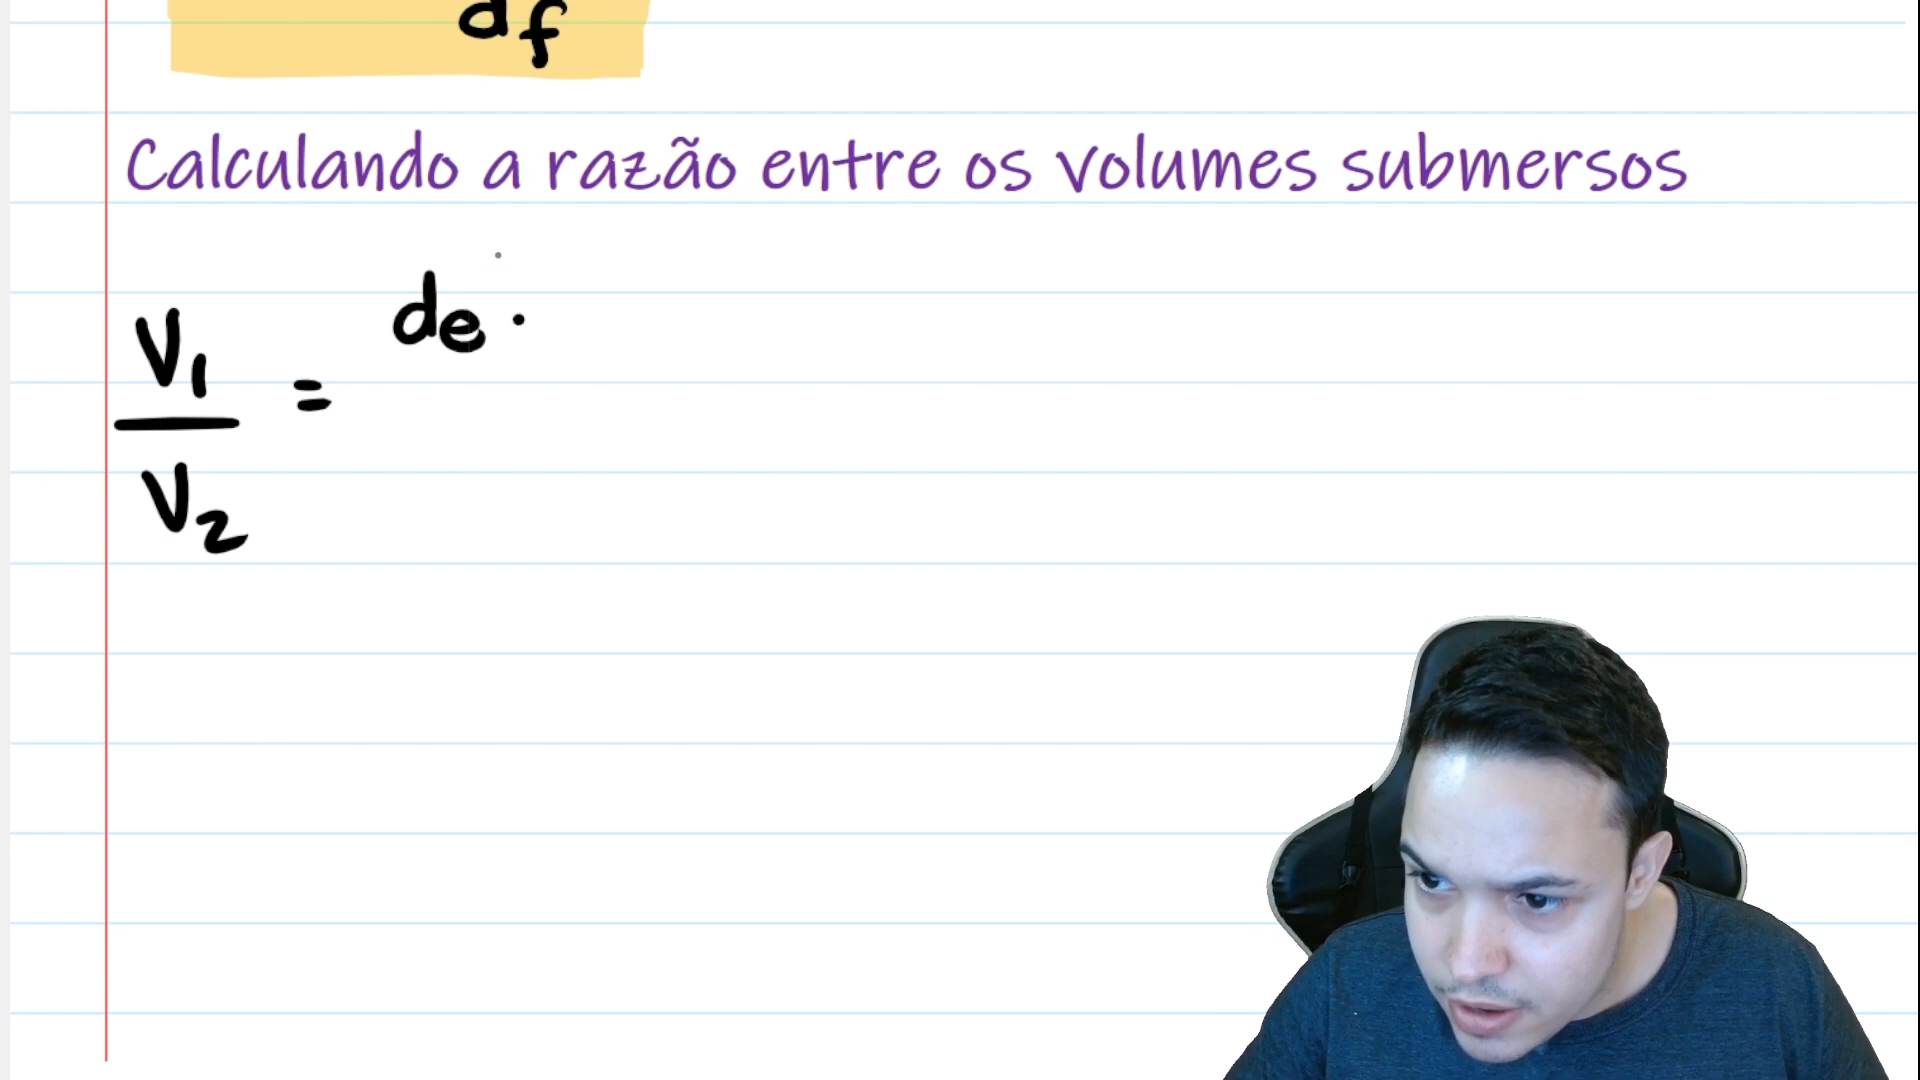 df
Calculando a razão entre os volumes submersos
de .
V1
=
V2